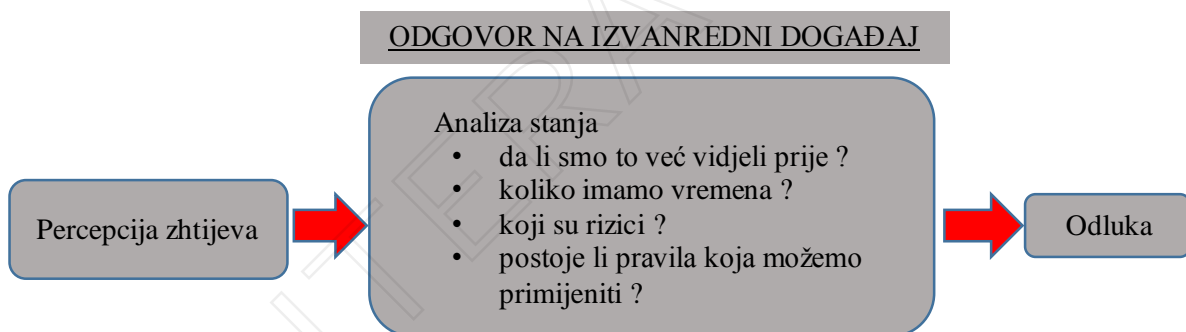 ODGOVOR NA IZVANREDNI DOGAĐAJ
Percepcija zhtijeva
Analiza stanja
• da li smo to već vidjeli prije ?
• koliko imamo vremena ?
• koji su rizici ?
• postoje li pravila koja možemo
primijeniti ?
Odluka